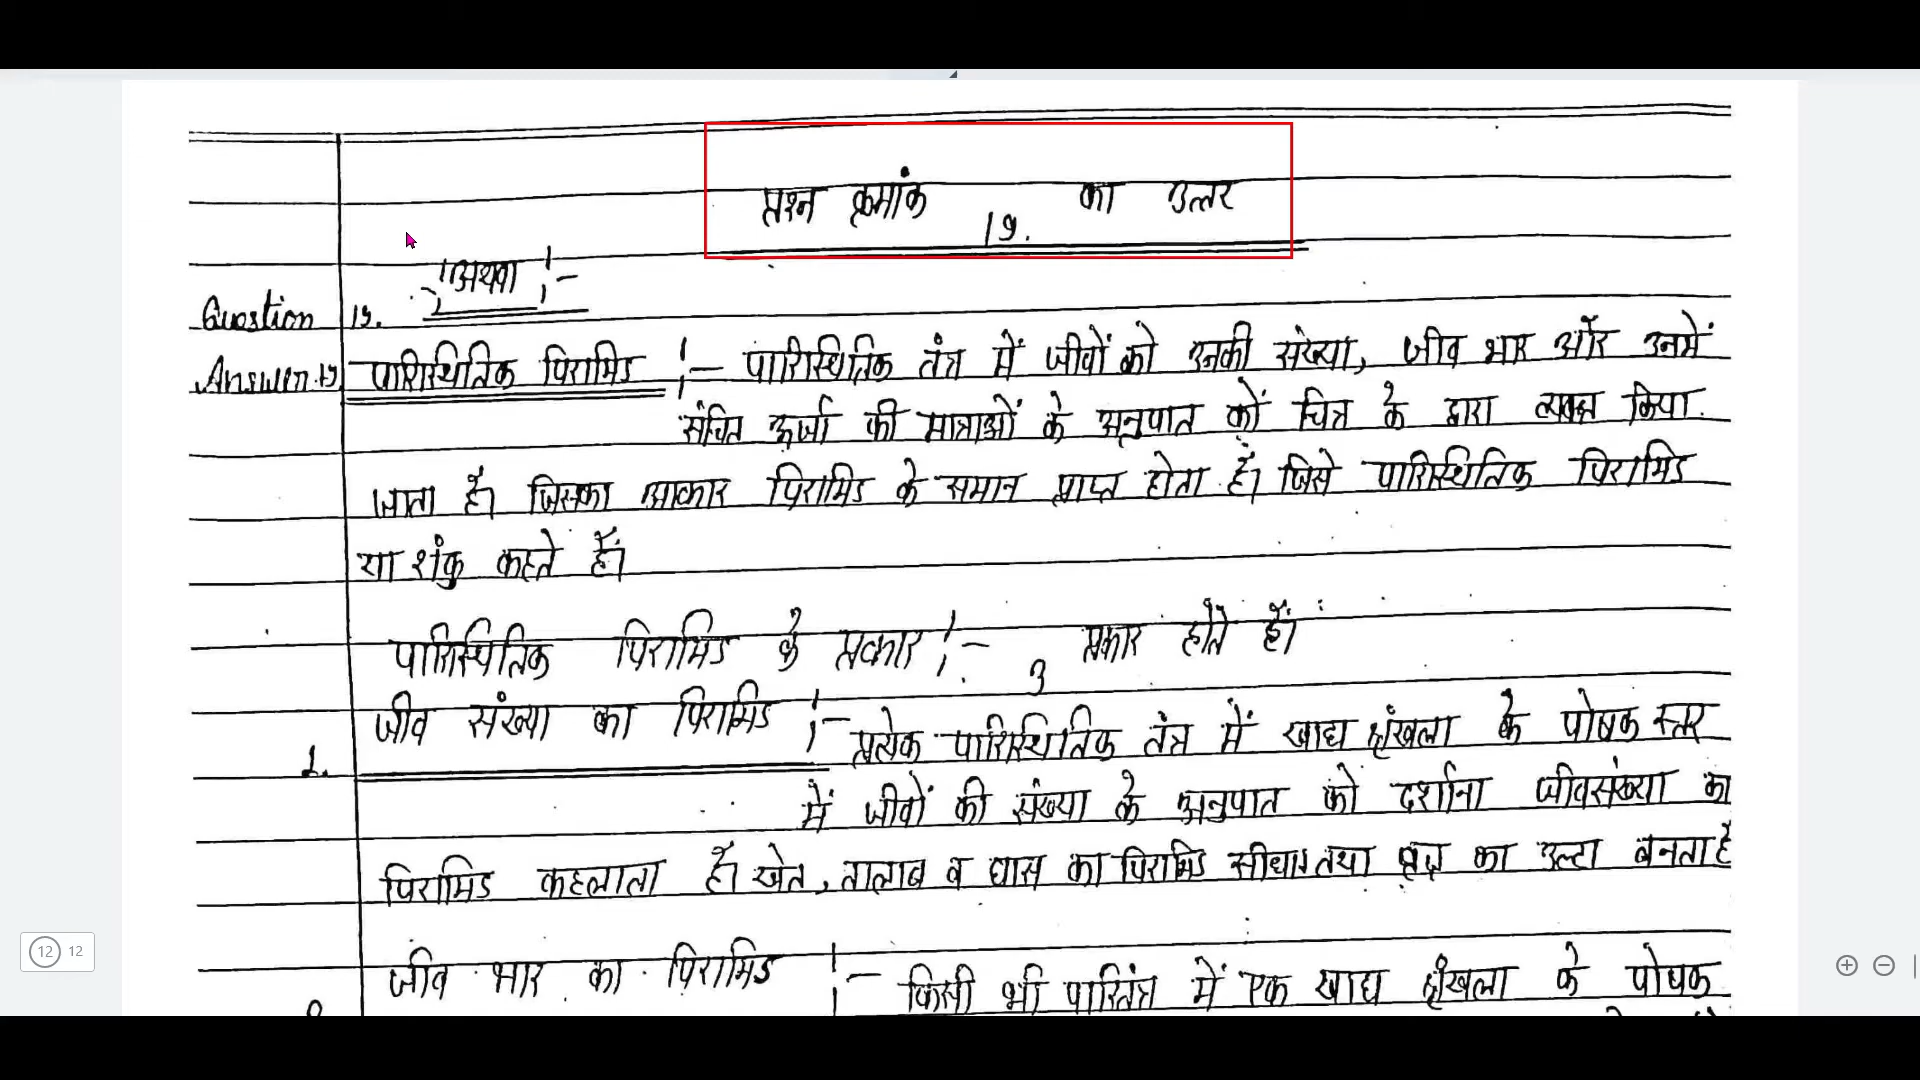 प्रश्न क्रमांक 19. का उत्तर
"अथवा" :-
Question 19.
Answer.19 पारिस्थितिक पिरामिड :- पारिस्थितिक तंत्र में जीवों को उनकी संख्या, जीव भार और उनमें
संचित ऊर्जा की मात्राओं के अनुपात कों चित्र के द्वारा व्यक्त किया
जाता हैं। जिसका आकार पिरामिड के समान प्राप्त होता हैं। जिसे पारिस्थितिक पिरामिड
या शंकु कहते हैं।
पारिस्थितिक पिरामिड के प्रकार :- 3 प्रकार होते हैं।
1. जीव संख्या का पिरामिड :- प्रत्येक पारिस्थितिक तंत्र में खाद्य श्रृंखला के पोषक स्तर
में जीवों की संख्या के अनुपात को दर्शाना जीवसंख्या का
पिरामिड कहलाता हैं। खेत, तालाब व घास का पिरामिड सीधा तथा वृक्ष का उल्टा बनता है
जीव भार का पिरामिड :- किसी भी पारितंत्र में एक खाद्य श्रृंखला के पोषक
12 12